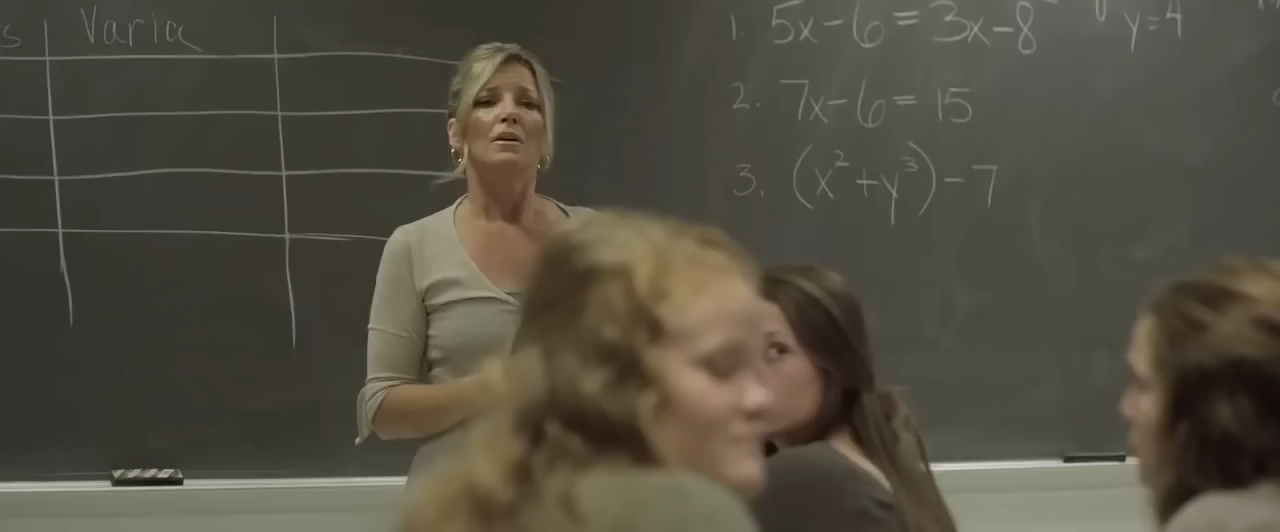 s Varia
1. 5x-6=3x-8 y=4
2. 7x-6=15
3. (x²+y³)-7